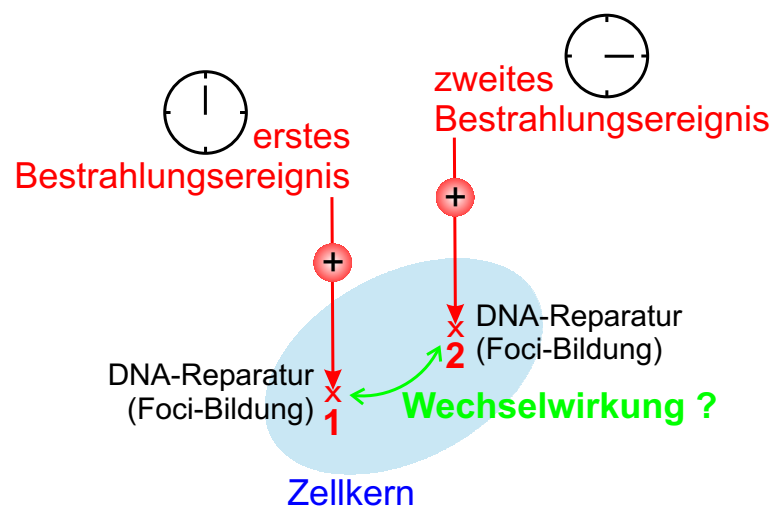 erstes
Bestrahlungsereignis
+
zweites
Bestrahlungsereignis
+
DNA-Reparatur
(Foci-Bildung)
x
1
x
2
DNA-Reparatur
(Foci-Bildung)
Wechselwirkung ?
Zellkern